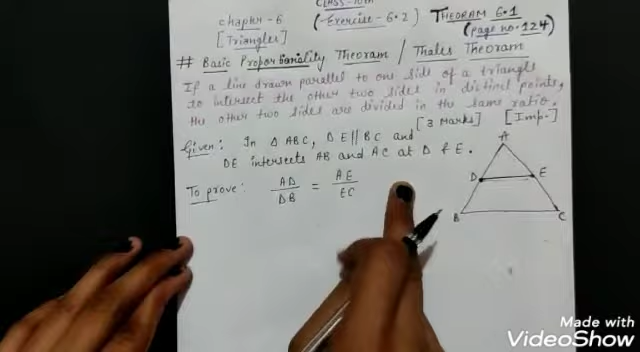 CLASS-10th
Chapter - 6
[Triangles]
(Exercise - 6.2)
THEORAM 6.1
(page no. 124)
# Basic Proportionality Theoram / Thales Theoram
If a line drawn parallel to one side of a triangle
to intersect the other two sides in distinct points,
the other two sides are divided in the same ratio.
[3 Marks] [Imp.]
Given: In Δ ABC, DE || BC and
DE intersects AB and AC at D & E.
To prove: AD/DB = AE/EC
A
D E
B C
Made with
VideoShow